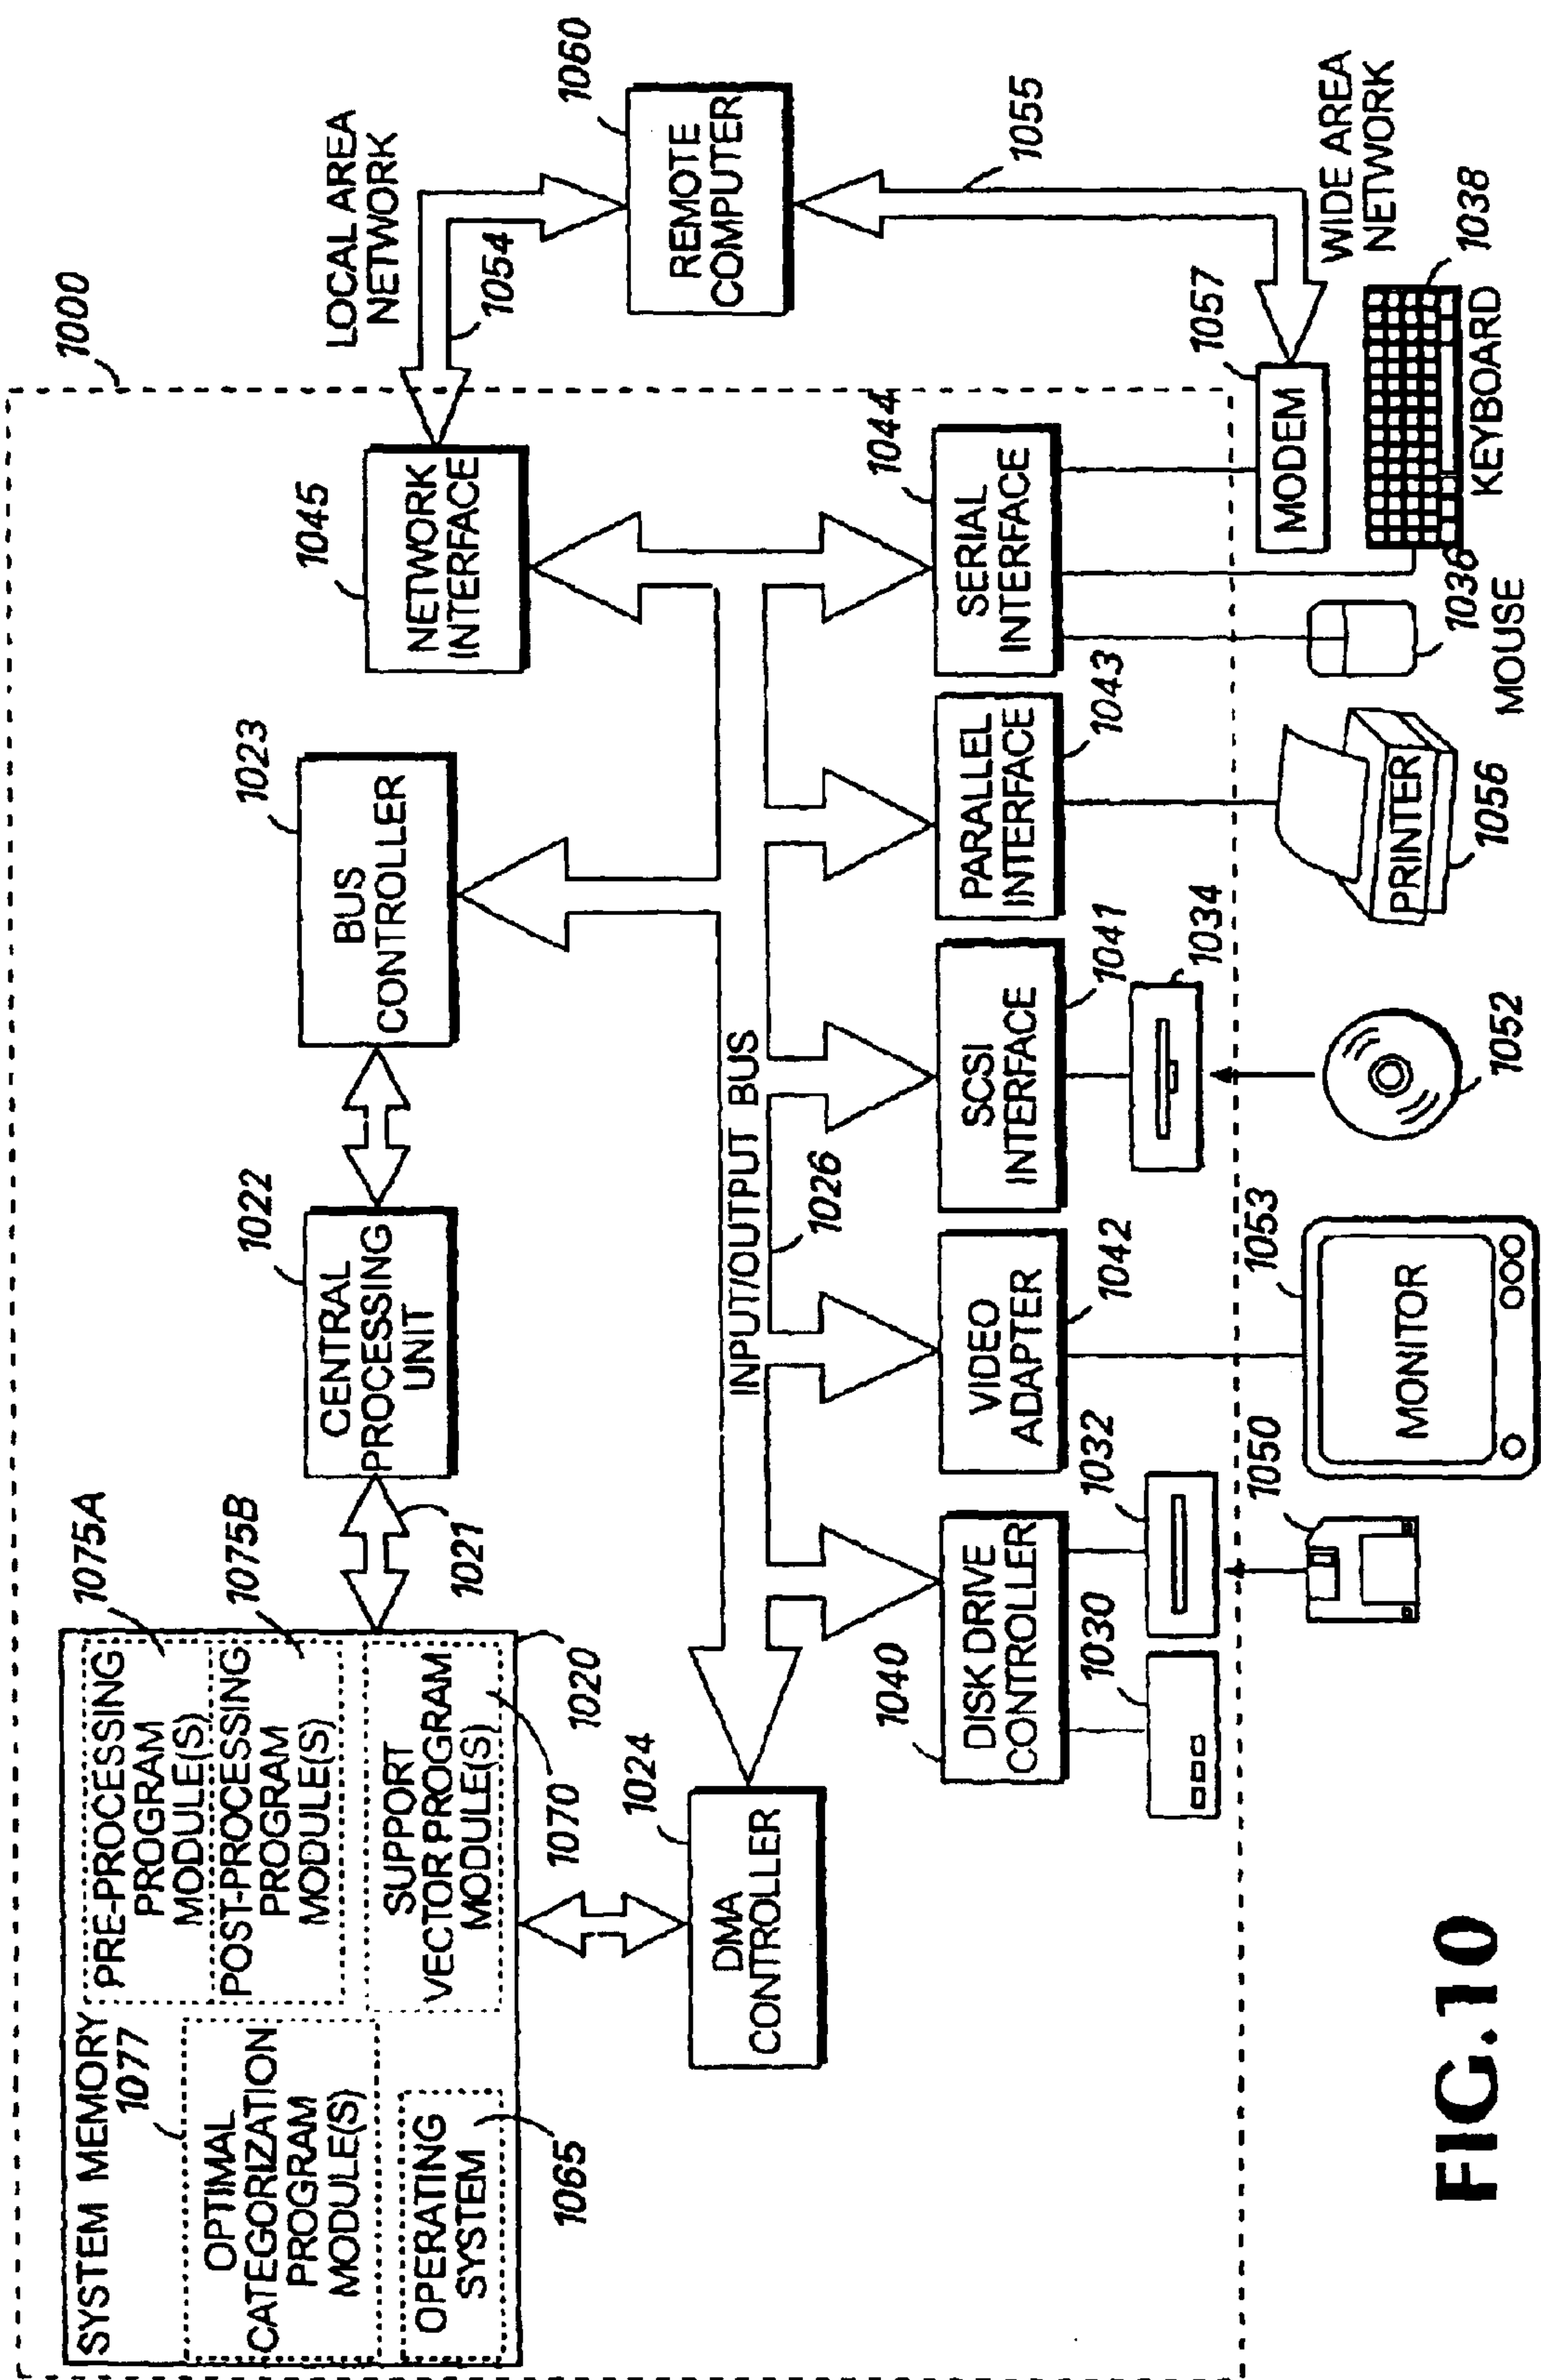 1000
SYSTEM MEMORY
1077
OPTIMAL
CATEGORIZATION
PROGRAM
MODULE(S)
OPERATING
SYSTEM
1065
PRE-PROCESSING
PROGRAM
MODULE(S)
1075A
POST-PROCESSING
PROGRAM
MODULE(S)
1075B
SUPPORT
VECTOR PROGRAM
MODULE(S)
1070
1020
1021
1022
CENTRAL
PROCESSING
UNIT
1023
BUS
CONTROLLER
1045
NETWORK
INTERFACE
LOCAL AREA
NETWORK
1054
1060
REMOTE
COMPUTER
1055
WIDE AREA
NETWORK
1024
DMA
CONTROLLER
INPUT/OUTPUT BUS
1026
1040
DISK DRIVE
CONTROLLER
VIDEO
ADAPTER
1042
SCSI
INTERFACE
1041
PARALLEL
INTERFACE
1043
SERIAL
INTERFACE
1044
1030
1032
1034
1057
MODEM
1050
1053
MONITOR
1052
PRINTER
1056
1036
MOUSE
1038
KEYBOARD
FIG.10